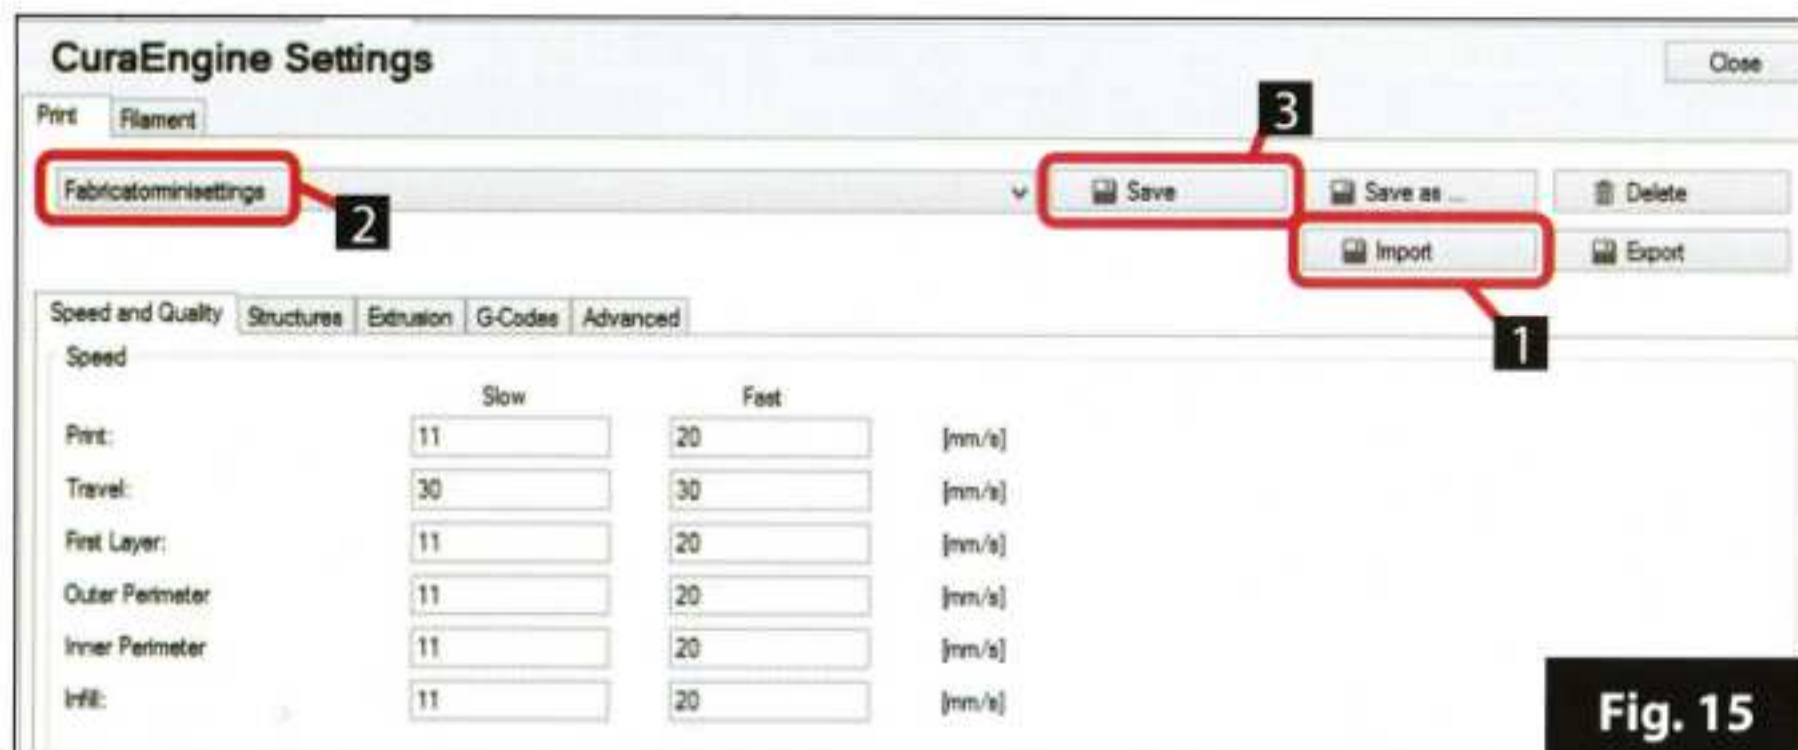 CuraEngine Settings
Close
Print Filament
3
Fabricatorminisettings
Save
Save as ...
Delete
2
Import
Export
Speed and Quality Structures Extrusion G-Codes Advanced
1
Speed
Slow Fast
Print: 11 20 [mm/s]
Travel: 30 30 [mm/s]
First Layer: 11 20 [mm/s]
Outer Perimeter 11 20 [mm/s]
Inner Perimeter 11 20 [mm/s]
Infill: 11 20 [mm/s]
Fig. 15